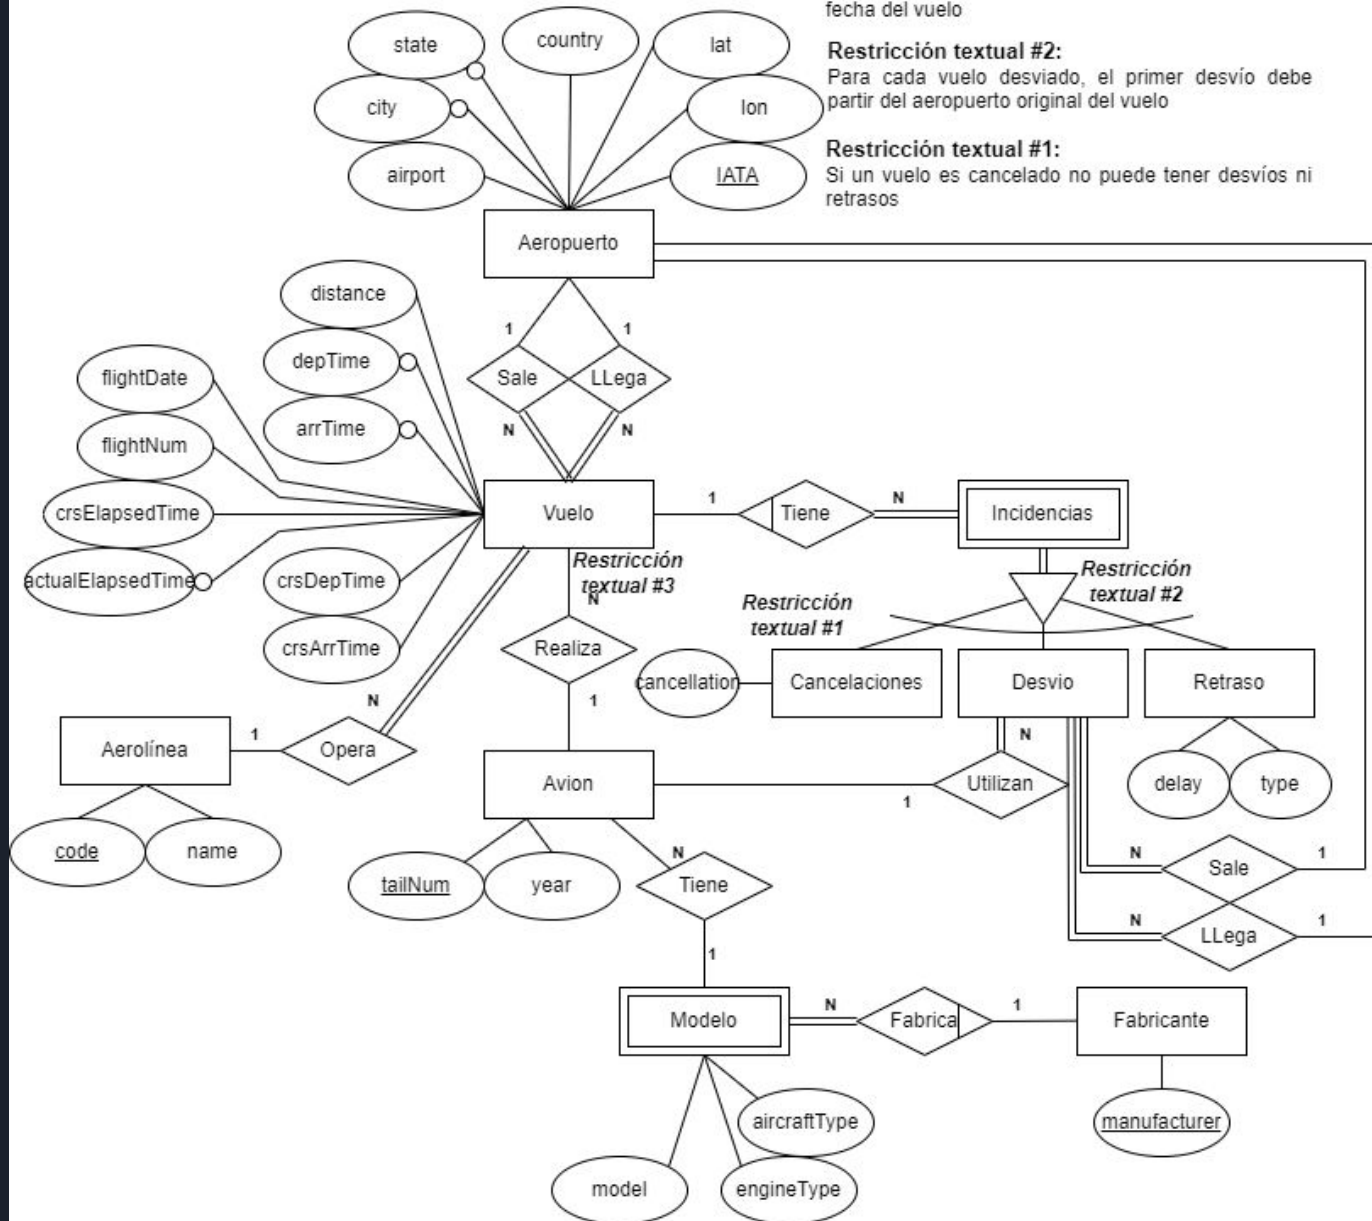 fecha del vuelo
Restricción textual #2:
Para cada vuelo desviado, el primer desvío debe
partir del aeropuerto original del vuelo
Restricción textual #1:
Si un vuelo es cancelado no puede tener desvíos ni
retrasos
state
country
lat
city
lon
airport
IATA
Aeropuerto
distance
1
1
depTime
flightDate
Sale
LLega
arrTime
N
N
flightNum
crsElapsedTime
Vuelo
1
Tiene
N
Incidencias
actualElapsedTime
crsDepTime
Restricción
textual #3
N
Restricción
textual #2
Restricción
textual #1
crsArrTime
Realiza
cancellation
Cancelaciones
Desvio
Retraso
N
1
Aerolínea
1
Opera
N
Avion
Utilizan
1
delay
type
code
name
tailNum
year
N
Tiene
N
Sale
1
N
LLega
1
1
Modelo
N
Fabrica
1
Fabricante
aircraftType
manufacturer
model
engineType